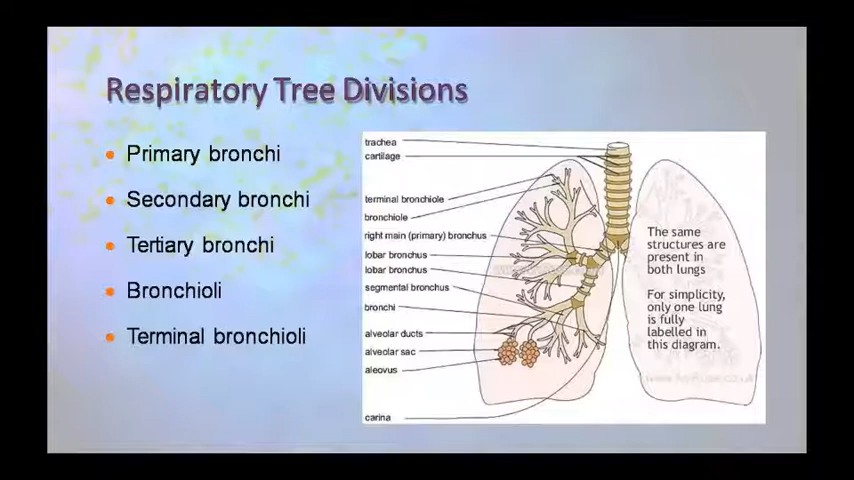 Respiratory Tree Divisions
Primary bronchi
Secondary bronchi
Tertiary bronchi
Bronchioli
Terminal bronchioli
trachea
cartilage
terminal bronchiole
bronchiole
right main (primary) bronchus
lobar bronchus
lobar bronchus
segmental bronchus
bronchi
alveolar ducts
alveolar sac
aleovus
carina
The same
structures are
present in
both lungs
For simplicity,
only one lung
is fully
labelled in
this diagram.